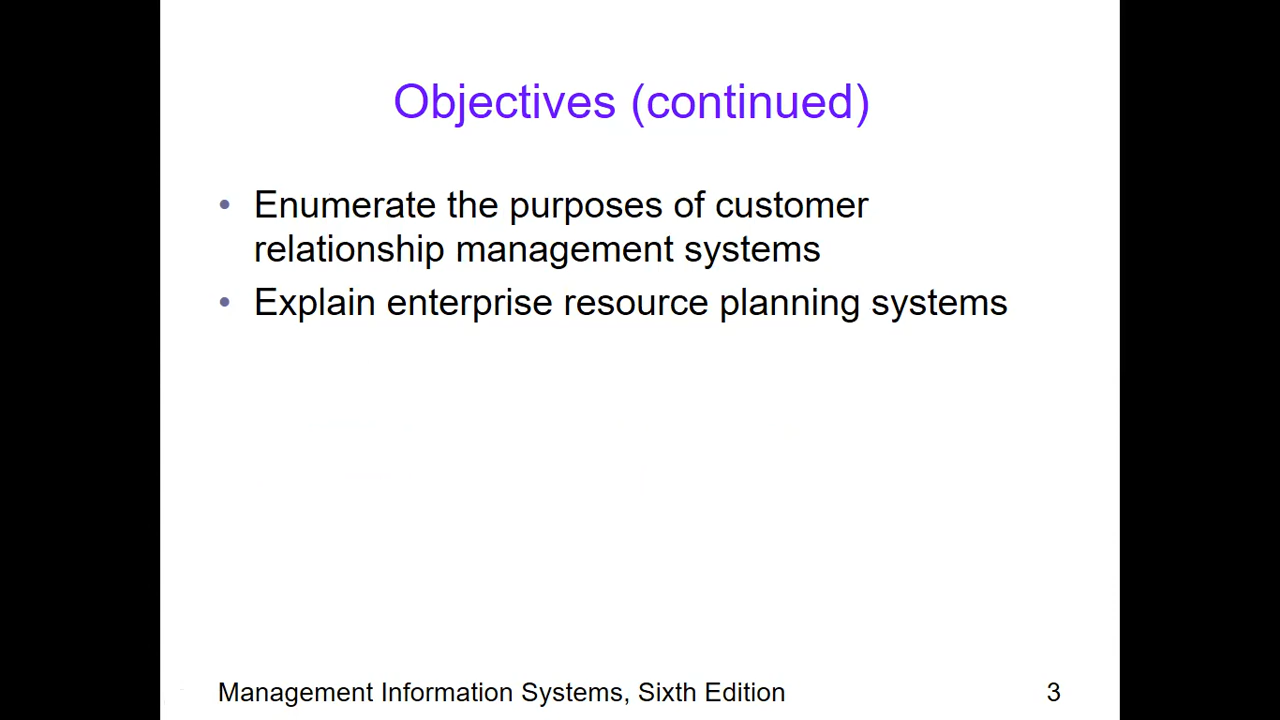 Objectives (continued)
• Enumerate the purposes of customer
relationship management systems
• Explain enterprise resource planning systems
Management Information Systems, Sixth Edition 3